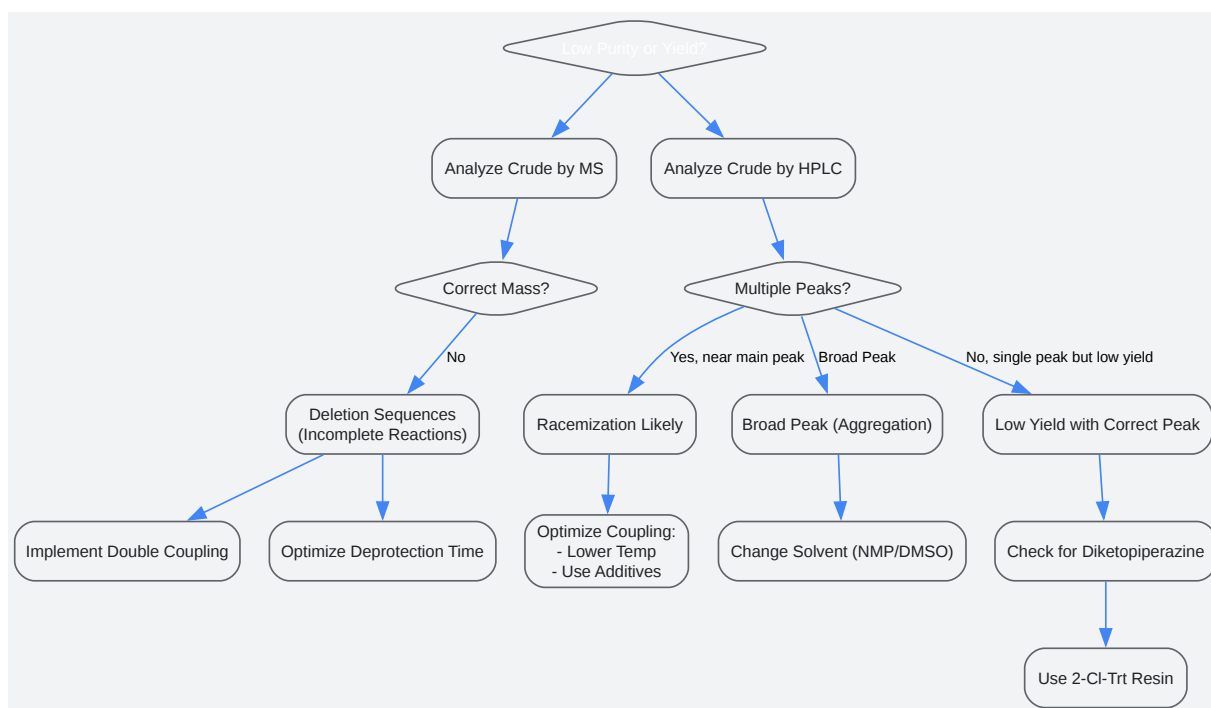 Low Purity or Yield?
Analyze Crude by MS
Analyze Crude by HPLC
Correct Mass?
Multiple Peaks?
No
Yes, near main peak
Broad Peak
No, single peak but low yield
Deletion Sequences
(Incomplete Reactions)
Racemization Likely
Broad Peak (Aggregation)
Low Yield with Correct Peak
Implement Double Coupling
Optimize Deprotection Time
Optimize Coupling:
- Lower Temp
- Use Additives
Change Solvent (NMP/DMSO)
Check for Diketopiperazine
Use 2-Cl-Trt Resin